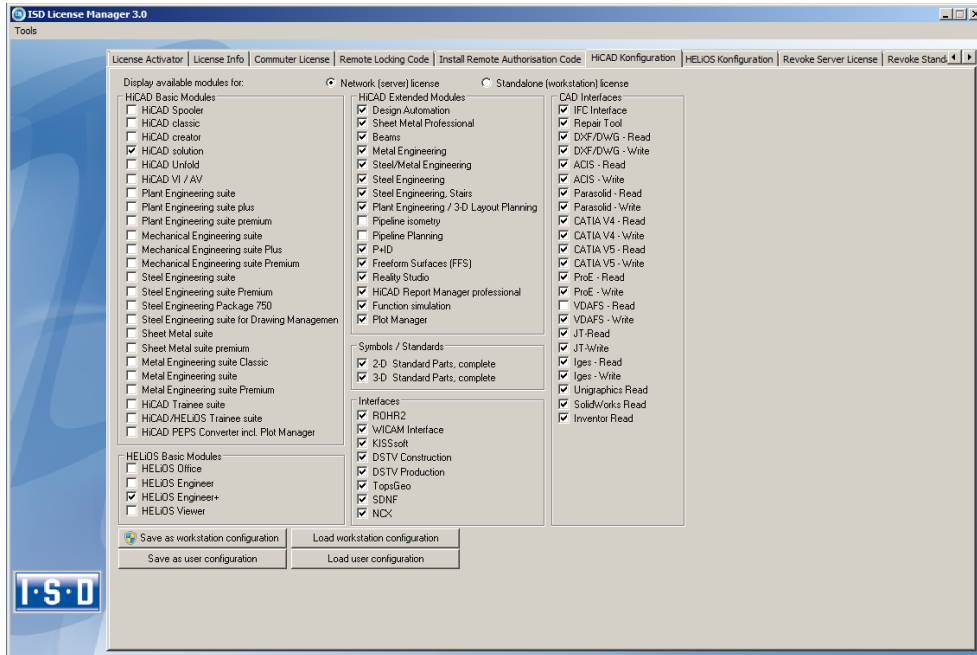 ISD License Manager 3.0
Tools
License Activator
License Info
Commuter License
Remote Locking Code
Install Remote Authorisation Code
HiCAD Konfiguration
HELiOS Konfiguration
Revoke Server License
Revoke Stand
Display available modules for:
Network (server) license
Standalone (workstation) license
HiCAD Basic Modules
HiCAD Spooler
HiCAD classic
HiCAD creator
HiCAD solution
HiCAD Unfold
HiCAD VI / AV
Plant Engineering suite
Plant Engineering suite plus
Plant Engineering suite premium
Mechanical Engineering suite
Mechanical Engineering suite Plus
Mechanical Engineering suite Premium
Steel Engineering suite
Steel Engineering suite Premium
Steel Engineering Package 750
Steel Engineering suite for Drawing Managemen
Sheet Metal suite
Sheet Metal suite premium
Metal Engineering suite Classic
Metal Engineering suite
Metal Engineering suite Premium
HiCAD Trainee suite
HiCAD/HELiOS Trainee suite
HiCAD PEPS Converter incl. Plot Manager
HELiOS Basic Modules
HELiOS Office
HELiOS Engineer
HELiOS Engineer+
HELiOS Viewer
HiCAD Extended Modules
Design Automation
Sheet Metal Professional
Beams
Metal Engineering
Steel/Metal Engineering
Steel Engineering
Steel Engineering, Stairs
Plant Engineering / 3-D Layout Planning
Pipeline isometry
Pipeline Planning
P+ID
Freeform Surfaces (FFS)
Reality Studio
HiCAD Report Manager professional
Function simulation
Plot Manager
Symbols / Standards
2-D Standard Parts, complete
3-D Standard Parts, complete
Interfaces
ROHR2
WICAM Interface
KISSsoft
DSTV Construction
DSTV Production
TopsGeo
SDNF
NCX
CAD Interfaces
IFC Interface
Repair Tool
DXF/DWG - Read
DXF/DWG - Write
ACIS - Read
ACIS - Write
Parasolid - Read
Parasolid - Write
CATIA V4 - Read
CATIA V4 - Write
CATIA V5 - Read
CATIA V5 - Write
ProE - Read
ProE - Write
VDAFS - Read
VDAFS - Write
JT-Read
JT-Write
Iges - Read
Iges - Write
Unigraphics Read
SolidWorks Read
Inventor Read
Save as workstation configuration
Load workstation configuration
Save as user configuration
Load user configuration
I·S·D